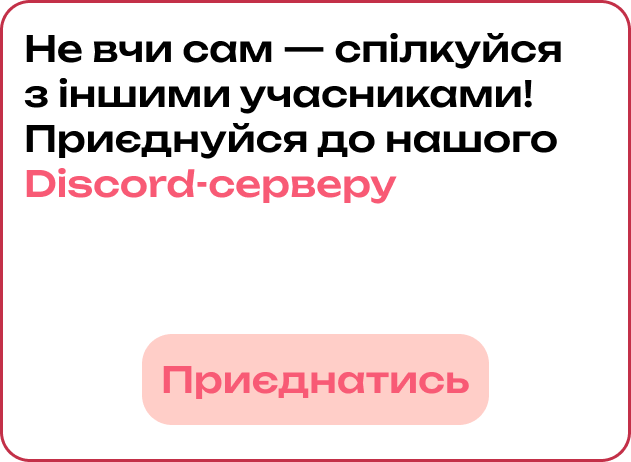 Не вчи сам — спілкуйся
з іншими учасниками!
Приєднуйся до нашого
Discord-серверу
Приєднатись